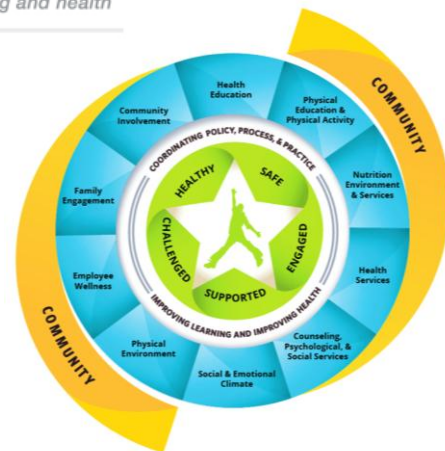 g and health
COMMUNITY
Health
Education
Physical
Education &
Physical Activity
Nutrition
Environment
& Services
Health
Services
Counseling,
Psychological, &
Social Services
Social & Emotional
Climate
Physical
Environment
Employee
Wellness
Family
Engagement
Community
Involvement
COORDINATING POLICY, PROCESS, & PRACTICE
IMPROVING LEARNING AND IMPROVING HEALTH
HEALTHY
SAFE
ENGAGED
SUPPORTED
CHALLENGED
COMMUNITY